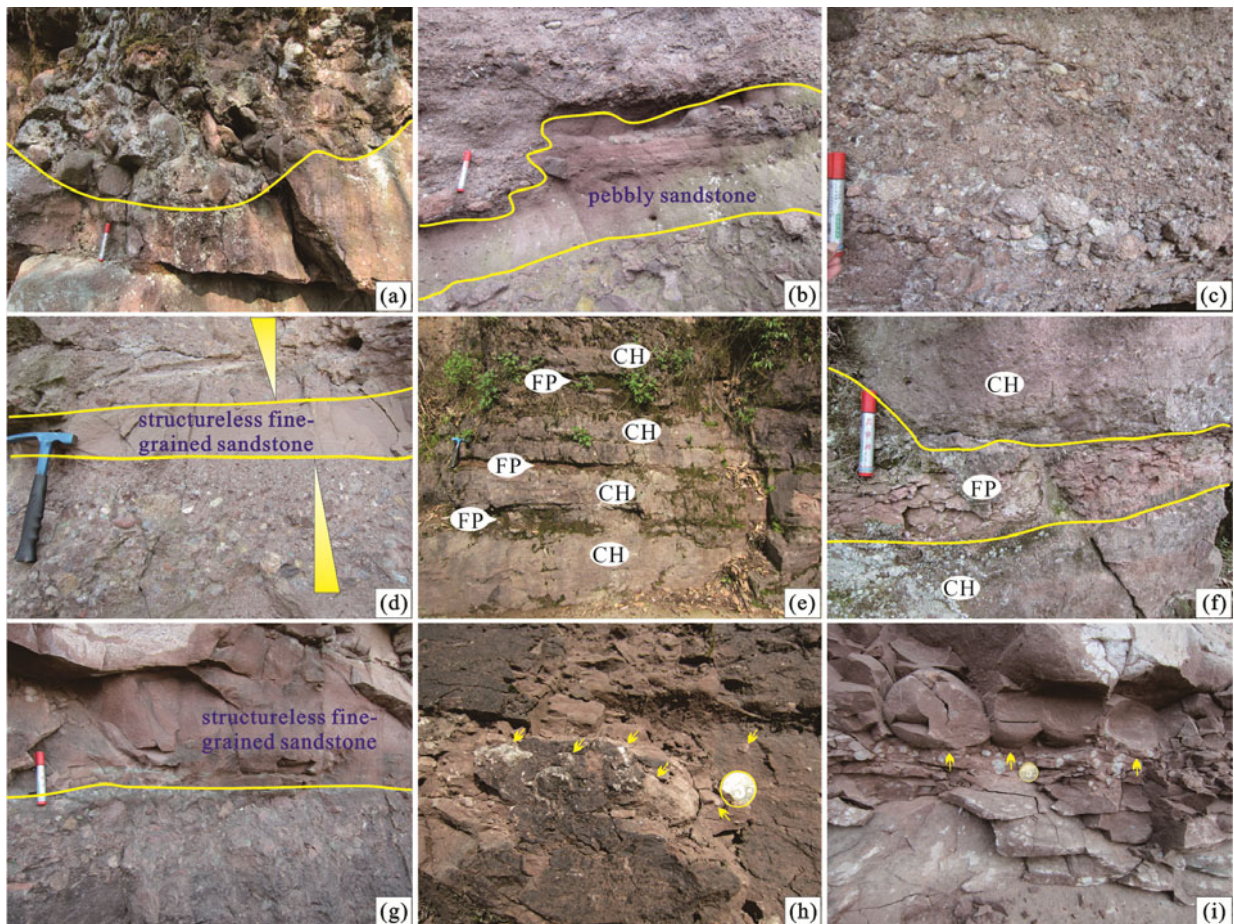 (a)
pebbly sandstone
(b)
(c)
structureless fine-
grained sandstone
(d)
CH
FP
CH
FP
CH
FP
CH
(e)
CH
FP
CH
(f)
structureless fine-
grained sandstone
(g)
(h)
(i)